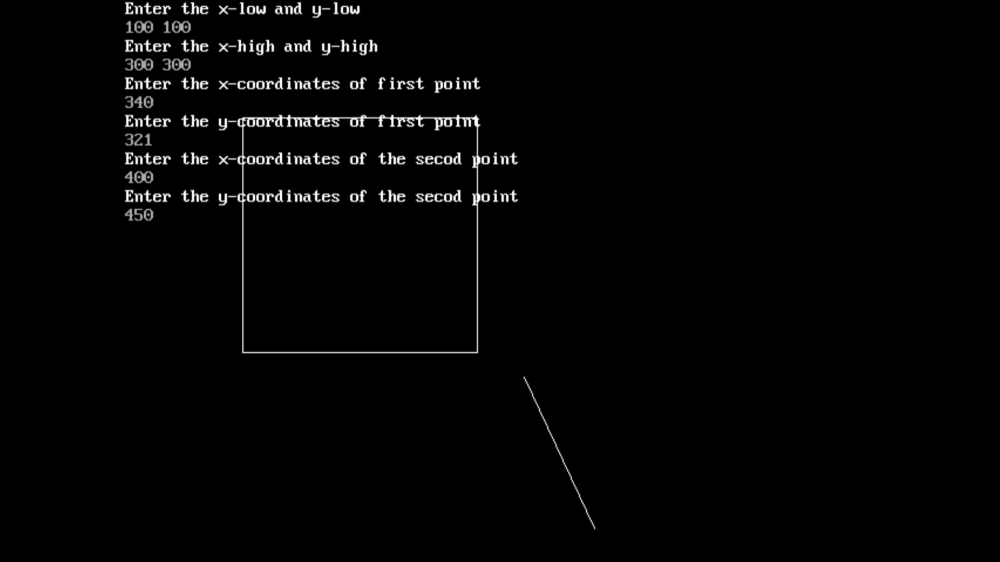 Enter the x-low and y-low
100 100
Enter the x-high and y-high
300 300
Enter the x-coordinates of first point
340
Enter the y-coordinates of first point
321
Enter the x-coordinates of the secod point
400
Enter the y-coordinates of the secod point
450